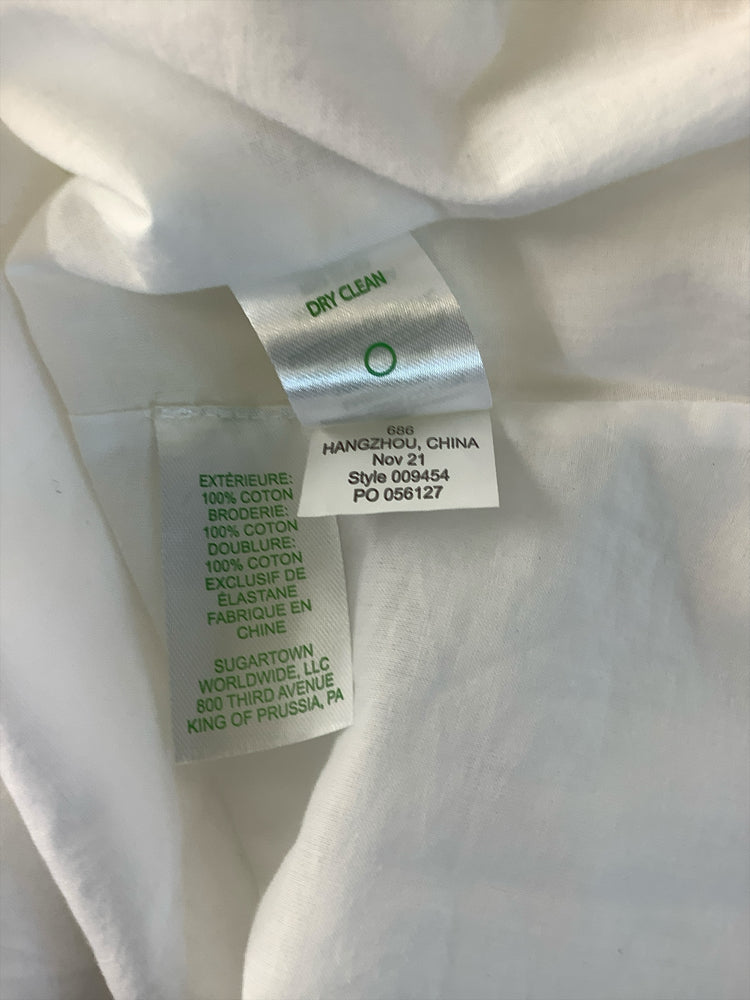 DRY CLEAN
686
HANGZHOU, CHINA
Nov 21
Style 009454
PO 056127
EXTÉRIEURE:
100% COTON
BRODERIE:
100% COTON
DOUBLURE:
100% COTON
EXCLUSIF DE
ÉLASTANE
FABRIQUE EN
CHINE
SUGARTOWN
WORLDWIDE, LLC
800 THIRD AVENUE
KING OF PRUSSIA, PA